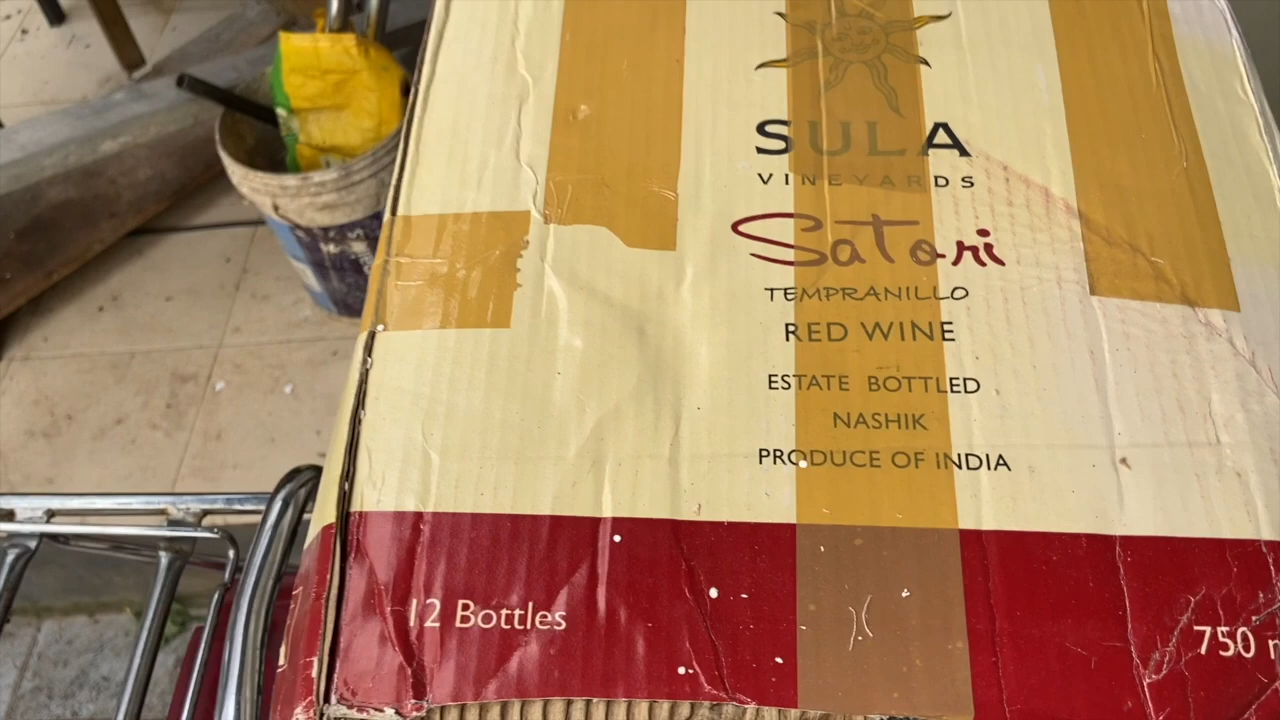 SULA
VINEYARDS
Satori
TEMPRANILLO
RED WINE
ESTATE BOTTLED
NASHIK
PRODUCE OF INDIA
12 Bottles
750